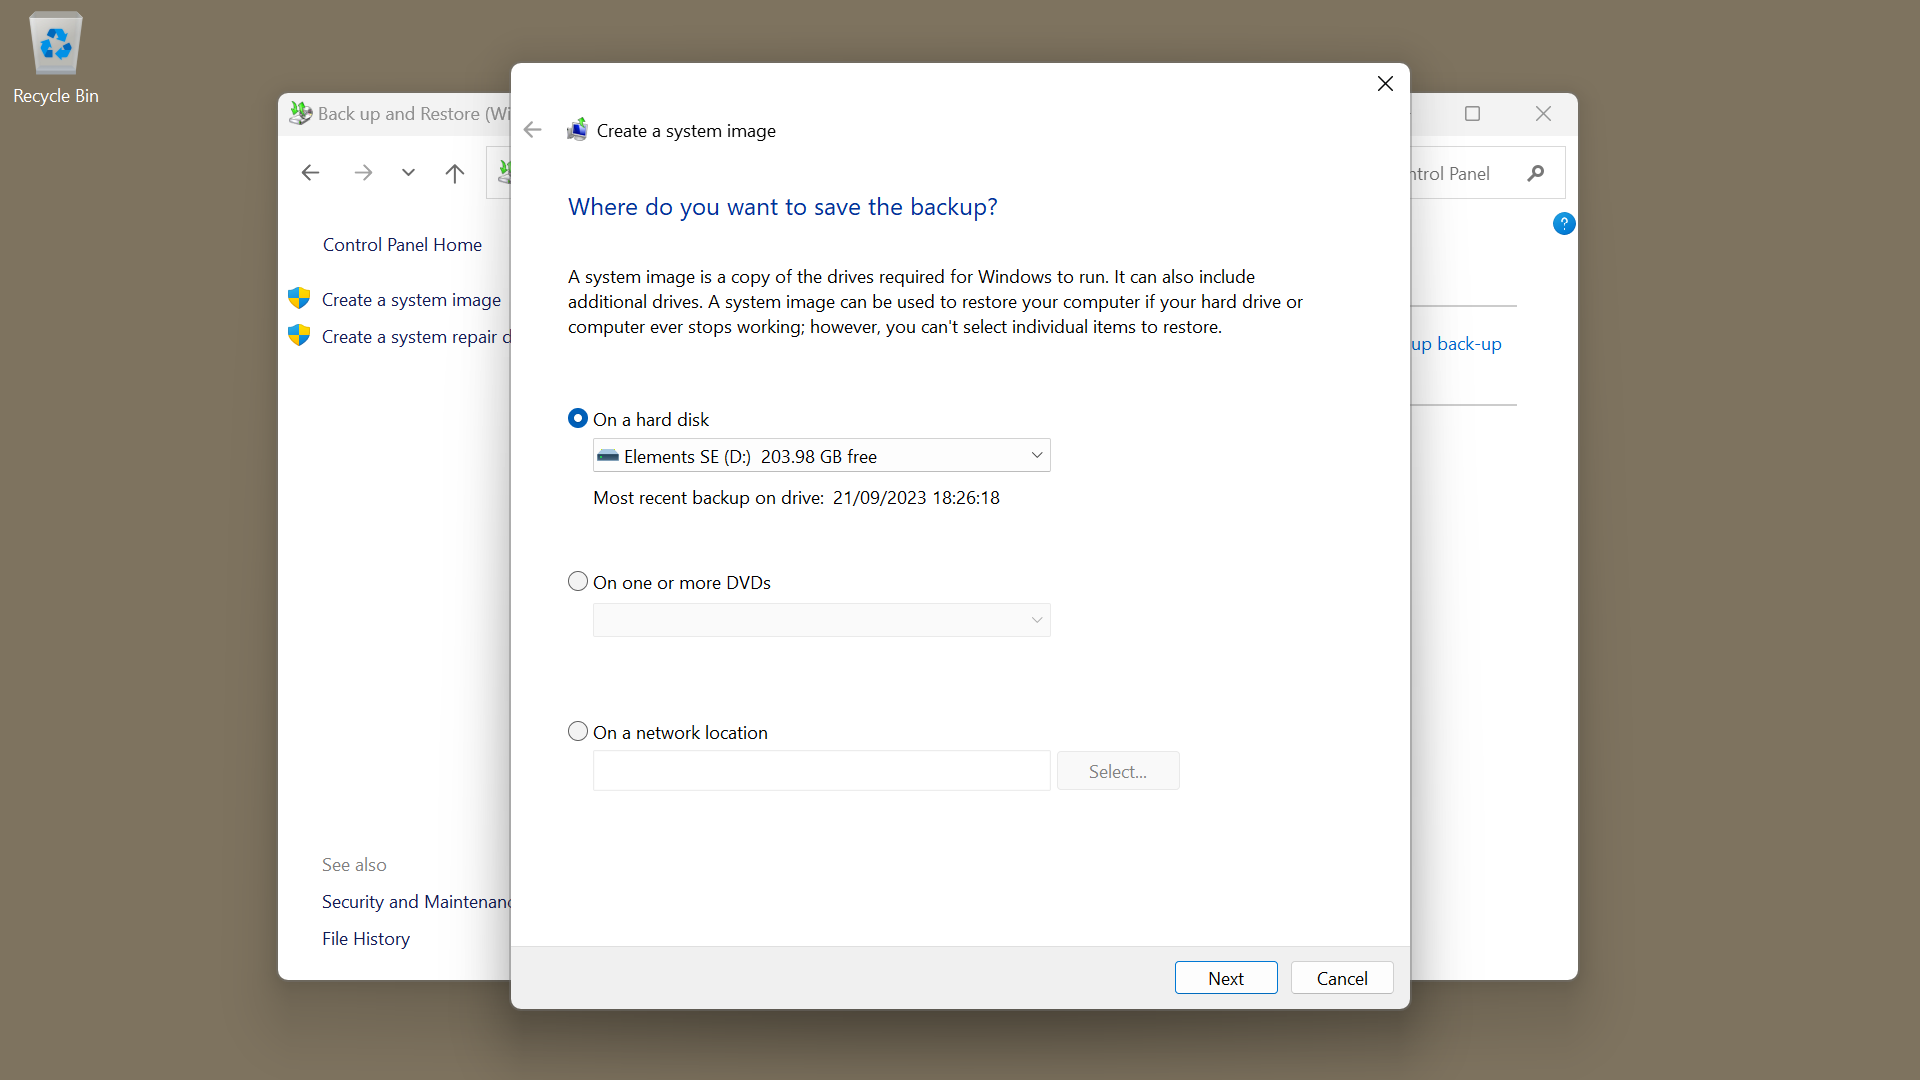 Recycle Bin
Back up and Restore (Wi
ntrol Panel
Control Panel Home
Create a system image
Create a system repair d
up back-up
See also
Security and Maintenanc
File History
Create a system image
Where do you want to save the backup?
A system image is a copy of the drives required for Windows to run. It can also include
additional drives. A system image can be used to restore your computer if your hard drive or
computer ever stops working; however, you can't select individual items to restore.
On a hard disk
Elements SE (D:)  203.98 GB free
Most recent backup on drive:  21/09/2023 18:26:18
On one or more DVDs
On a network location
Select...
Next
Cancel